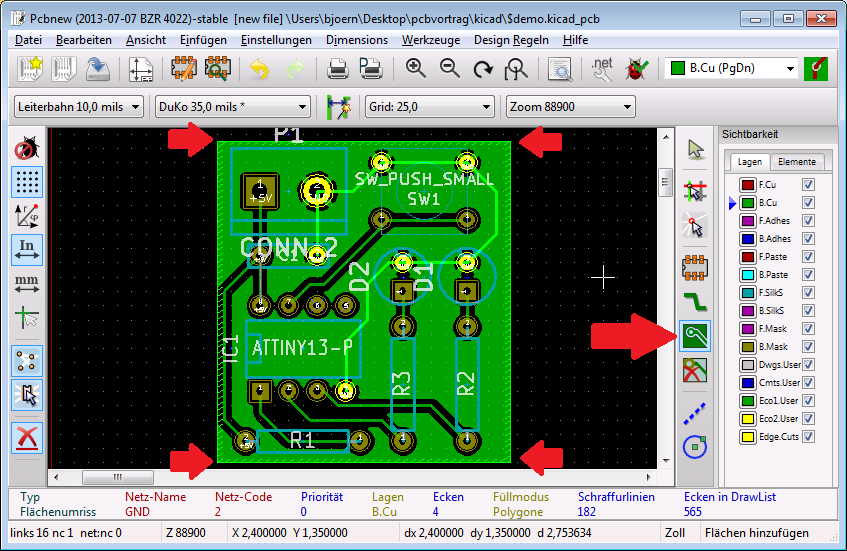 Pcbnew (2013-07-07 BZR 4022)-stable [new file] \Users\bjoern\Desktop\pcbvortrag\kicad\$demo.kicad_pcb
Datei Bearbeiten Ansicht Einfügen Einstellungen Dimensions Werkzeuge Design Regeln Hilfe
.net
B.Cu (PgDn)
Leiterbahn 10,0 mils
DuKo 35,0 mils *
Grid: 25,0
Zoom 88900
In
mm
P1
1
+5V
2
SW_PUSH_SMALL
SW1
CONN_2
C1
D2
D1
IC1
ATTINY13-P
R3
R2
R1
Sichtbarkeit
Lagen Elemente
F.Cu
B.Cu
F.Adhes
B.Adhes
F.Paste
B.Paste
F.SilkS
B.SilkS
F.Mask
B.Mask
Dwgs.User
Cmts.User
Eco1.User
Eco2.User
Edge.Cuts
Typ Netz-Name Netz-Code Priorität Lagen Ecken Füllmodus Schraffurlinien Ecken in DrawList
Flächenumriss GND 2 0 B.Cu 4 Polygone 182 565
links 16 nc 1 net:nc 0 Z 88900 X 2,400000 Y 1,350000 dx 2,400000 dy 1,350000 d 2,753634 Zoll Flächen hinzufügen